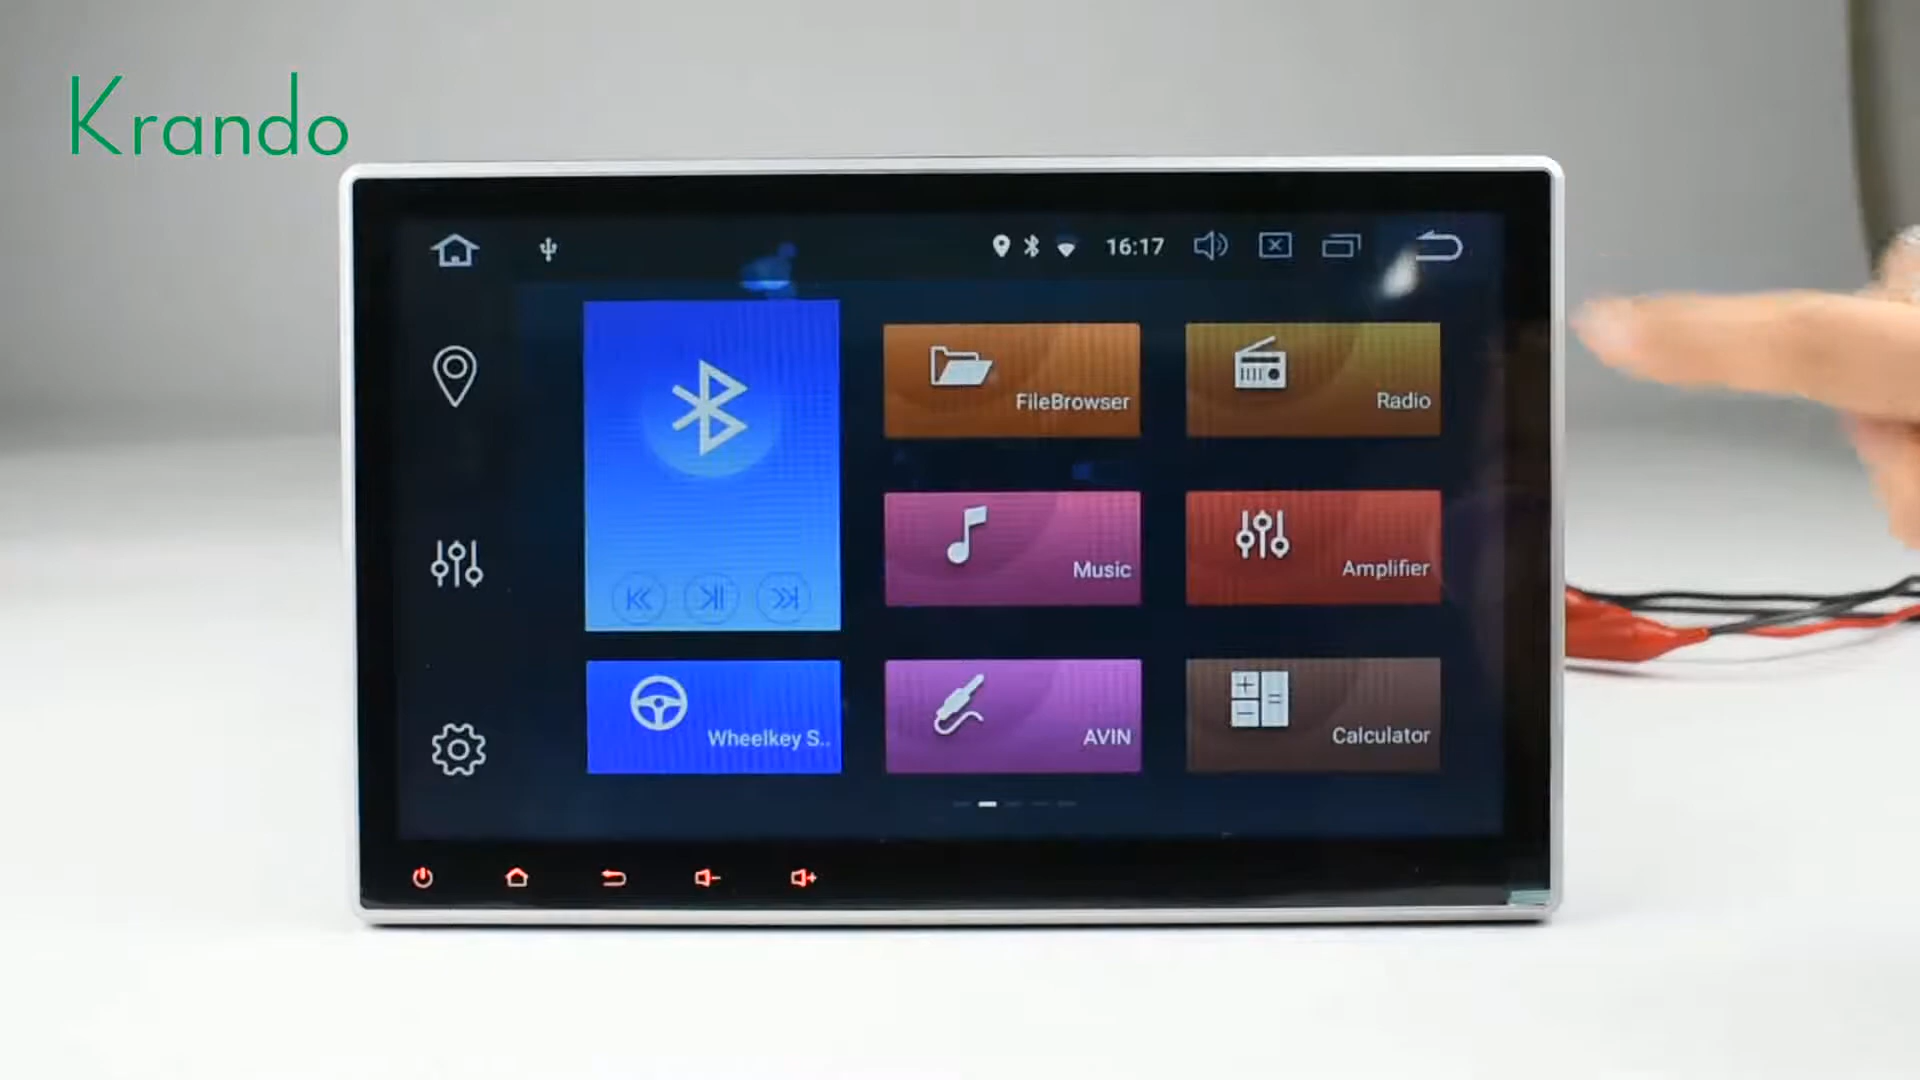 Krando
16:17
FileBrowser
Radio
Music
Amplifier
Wheelkey S..
AVIN
Calculator